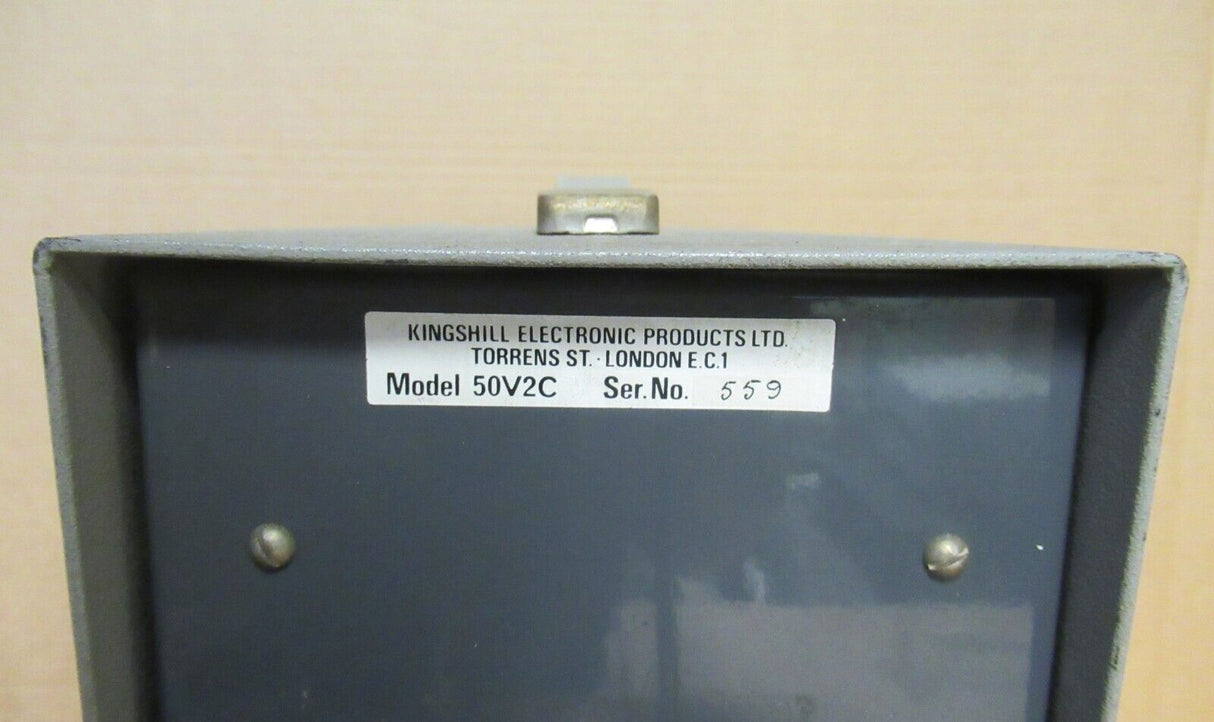 KINGSHILL ELECTRONIC PRODUCTS LTD.
TORRENS ST. · LONDON E.C.1
Model 50V2C Ser. No. 559